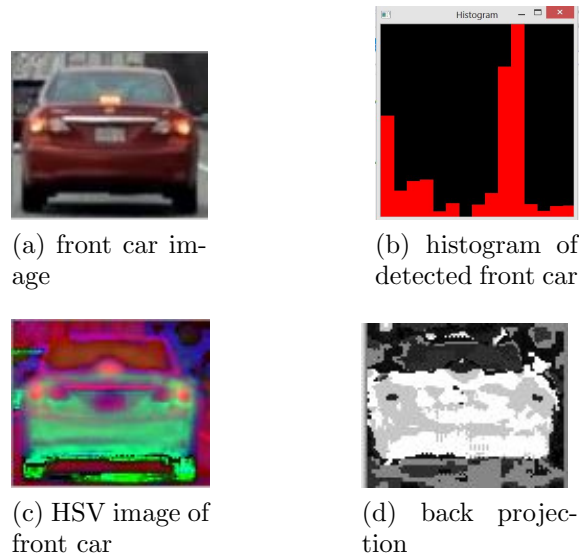 Histogram
(a) front car im-
age
(b) histogram of
detected front car
(c) HSV image of
front car
(d) back projec-
tion